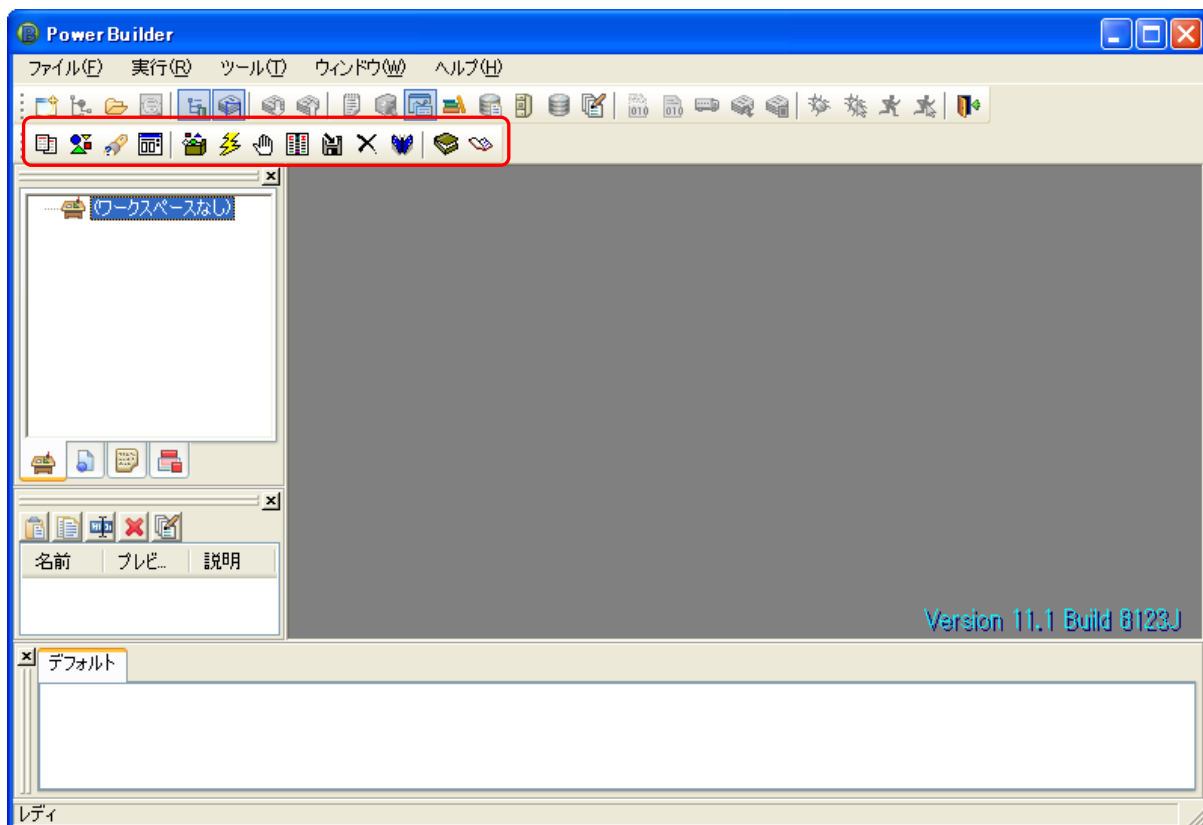 PowerBuilder
ファイル(F) 実行(R) ツール(T) ウィンドウ(W) ヘルプ(H)
(ワークスペースなし)
名前 プレビ... 説明
Version 11.1 Build 8123J
デフォルト
レディ